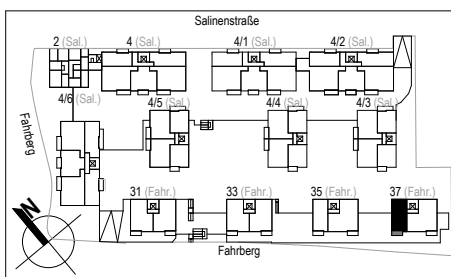 Salinenstraße
2 (Sal.) 4 (Sal.) 4/1 (Sal.) 4/2 (Sal.)
4/6 (Sal.) 4/5 (Sal.) 4/4 (Sal.) 4/3 (Sal.)
Fahrberg
31 (Fahr.) 33 (Fahr.) 35 (Fahr.) 37 (Fahr.)
N
Fahrberg